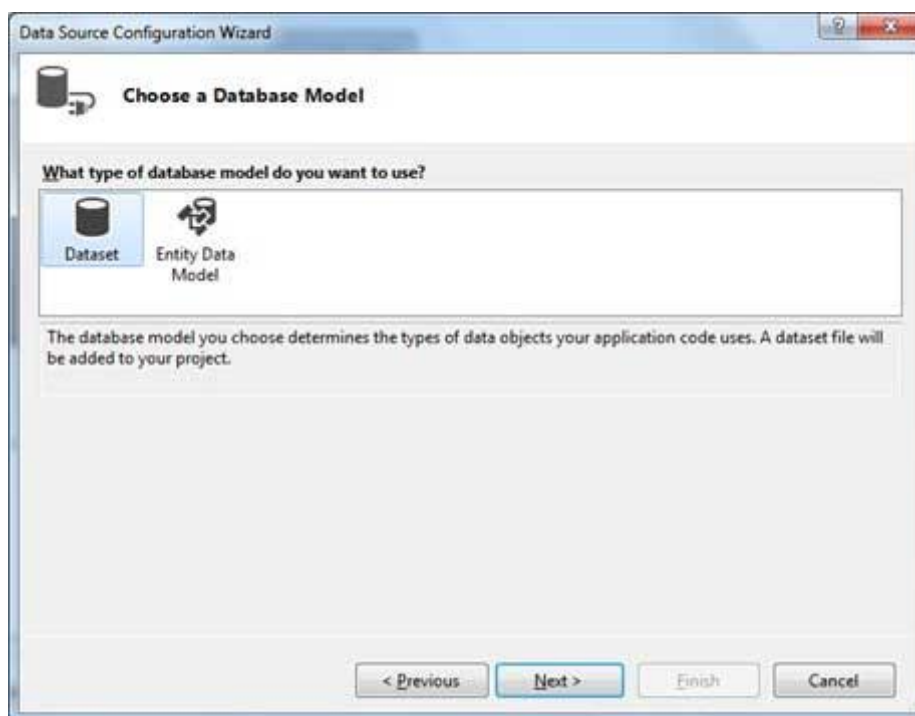 Data Source Configuration Wizard
?
Choose a Database Model
What type of database model do you want to use?
Dataset
Entity Data
Model
The database model you choose determines the types of data objects your application code uses. A dataset file will
be added to your project.
< Previous
Next >
Finish
Cancel